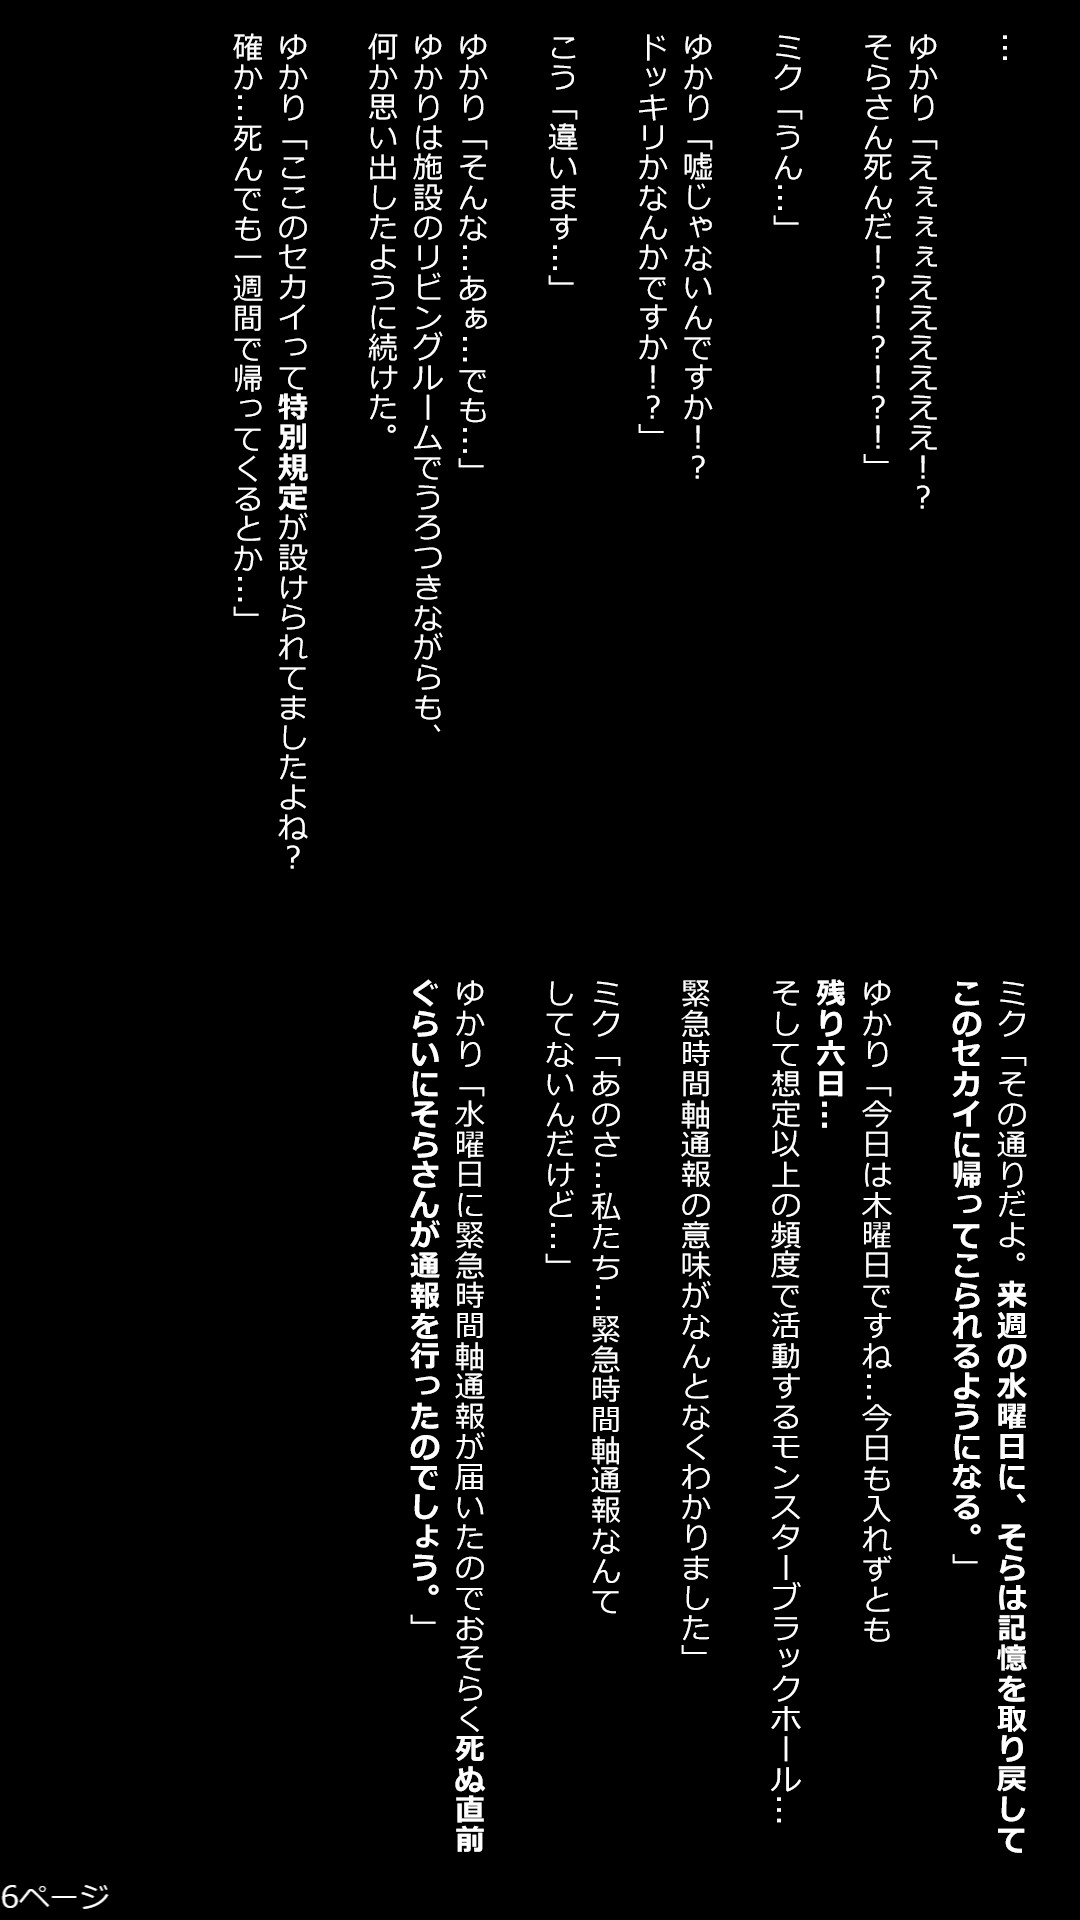 …
ゆかり「えぇぇぇええええええ！？
そらさん死んだ！？！？！？！」
ミク「うん…」
ゆかり「嘘じゃないんですか！？
ドッキリかなんかですか！？」
こう「違います…」
ゆかり「そんな…あぁ…でも…」
ゆかりは施設のリビングルームでうろつきながらも、
何か思い出したように続けた。
ゆかり「ここのセカイって特別規定が設けられてましたよね？
確か…死んでも一週間で帰ってくるとか…」
ミク「その通りだよ。来週の水曜日に、そらは記憶を取り戻して
このセカイに帰ってこられるようになる。」
ゆかり「今日は木曜日ですね…今日も入れずとも
残り六日…
そして想定以上の頻度で活動するモンスターブラックホール…
緊急時間軸通報の意味がなんとなくわかりました」
ミク「あのさ…私たち…緊急時間軸通報なんて
してないんだけど…」
ゆかり「水曜日に緊急時間軸通報が届いたのでおそらく死ぬ直前
ぐらいにそらさんが通報を行ったのでしょう。」
6ページ